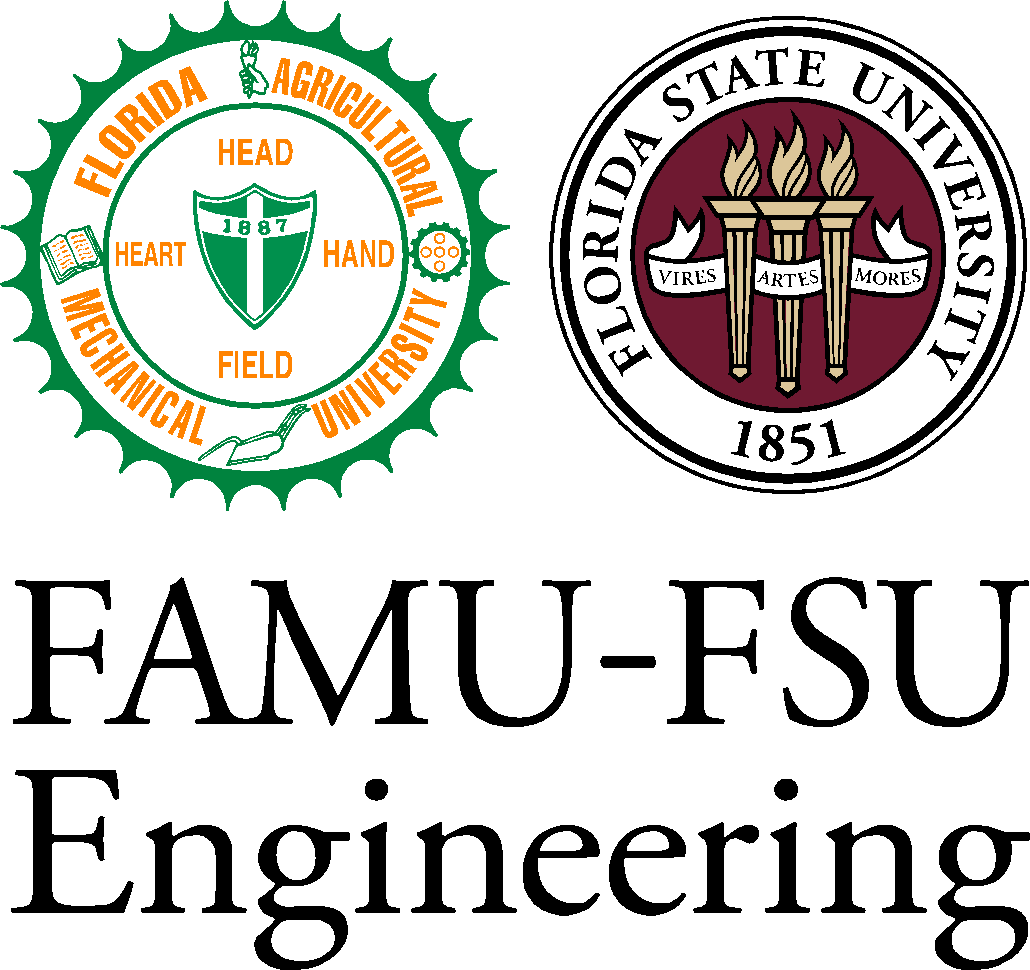 FLORIDA AGRICULTURAL
MECHANICAL UNIVERSITY
HEAD
1887
HEART HAND
FIELD
FLORIDA STATE UNIVERSITY
VIRES ARTES MORES
1851
FAMU-FSU
Engineering